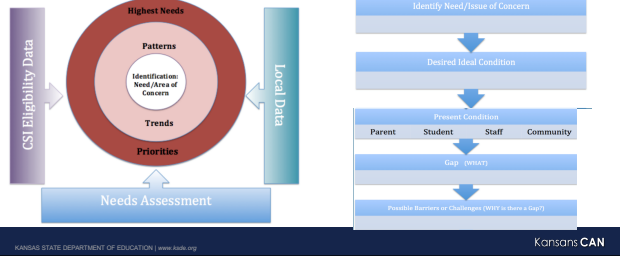 CSI Eligibility Data
Highest Needs
Patterns
Identification:
Need/Area of
Concern
Trends
Priorities
Local Data
Needs Assessment
Identify Need/Issue of Concern
Desired Ideal Condition
Present Condition
Parent Student Staff Community
Gap (WHAT)
Possible Barriers or Challenges (WHY is there a Gap?)
KANSAS STATE DEPARTMENT OF EDUCATION | www.ksde.org
Kansans CAN